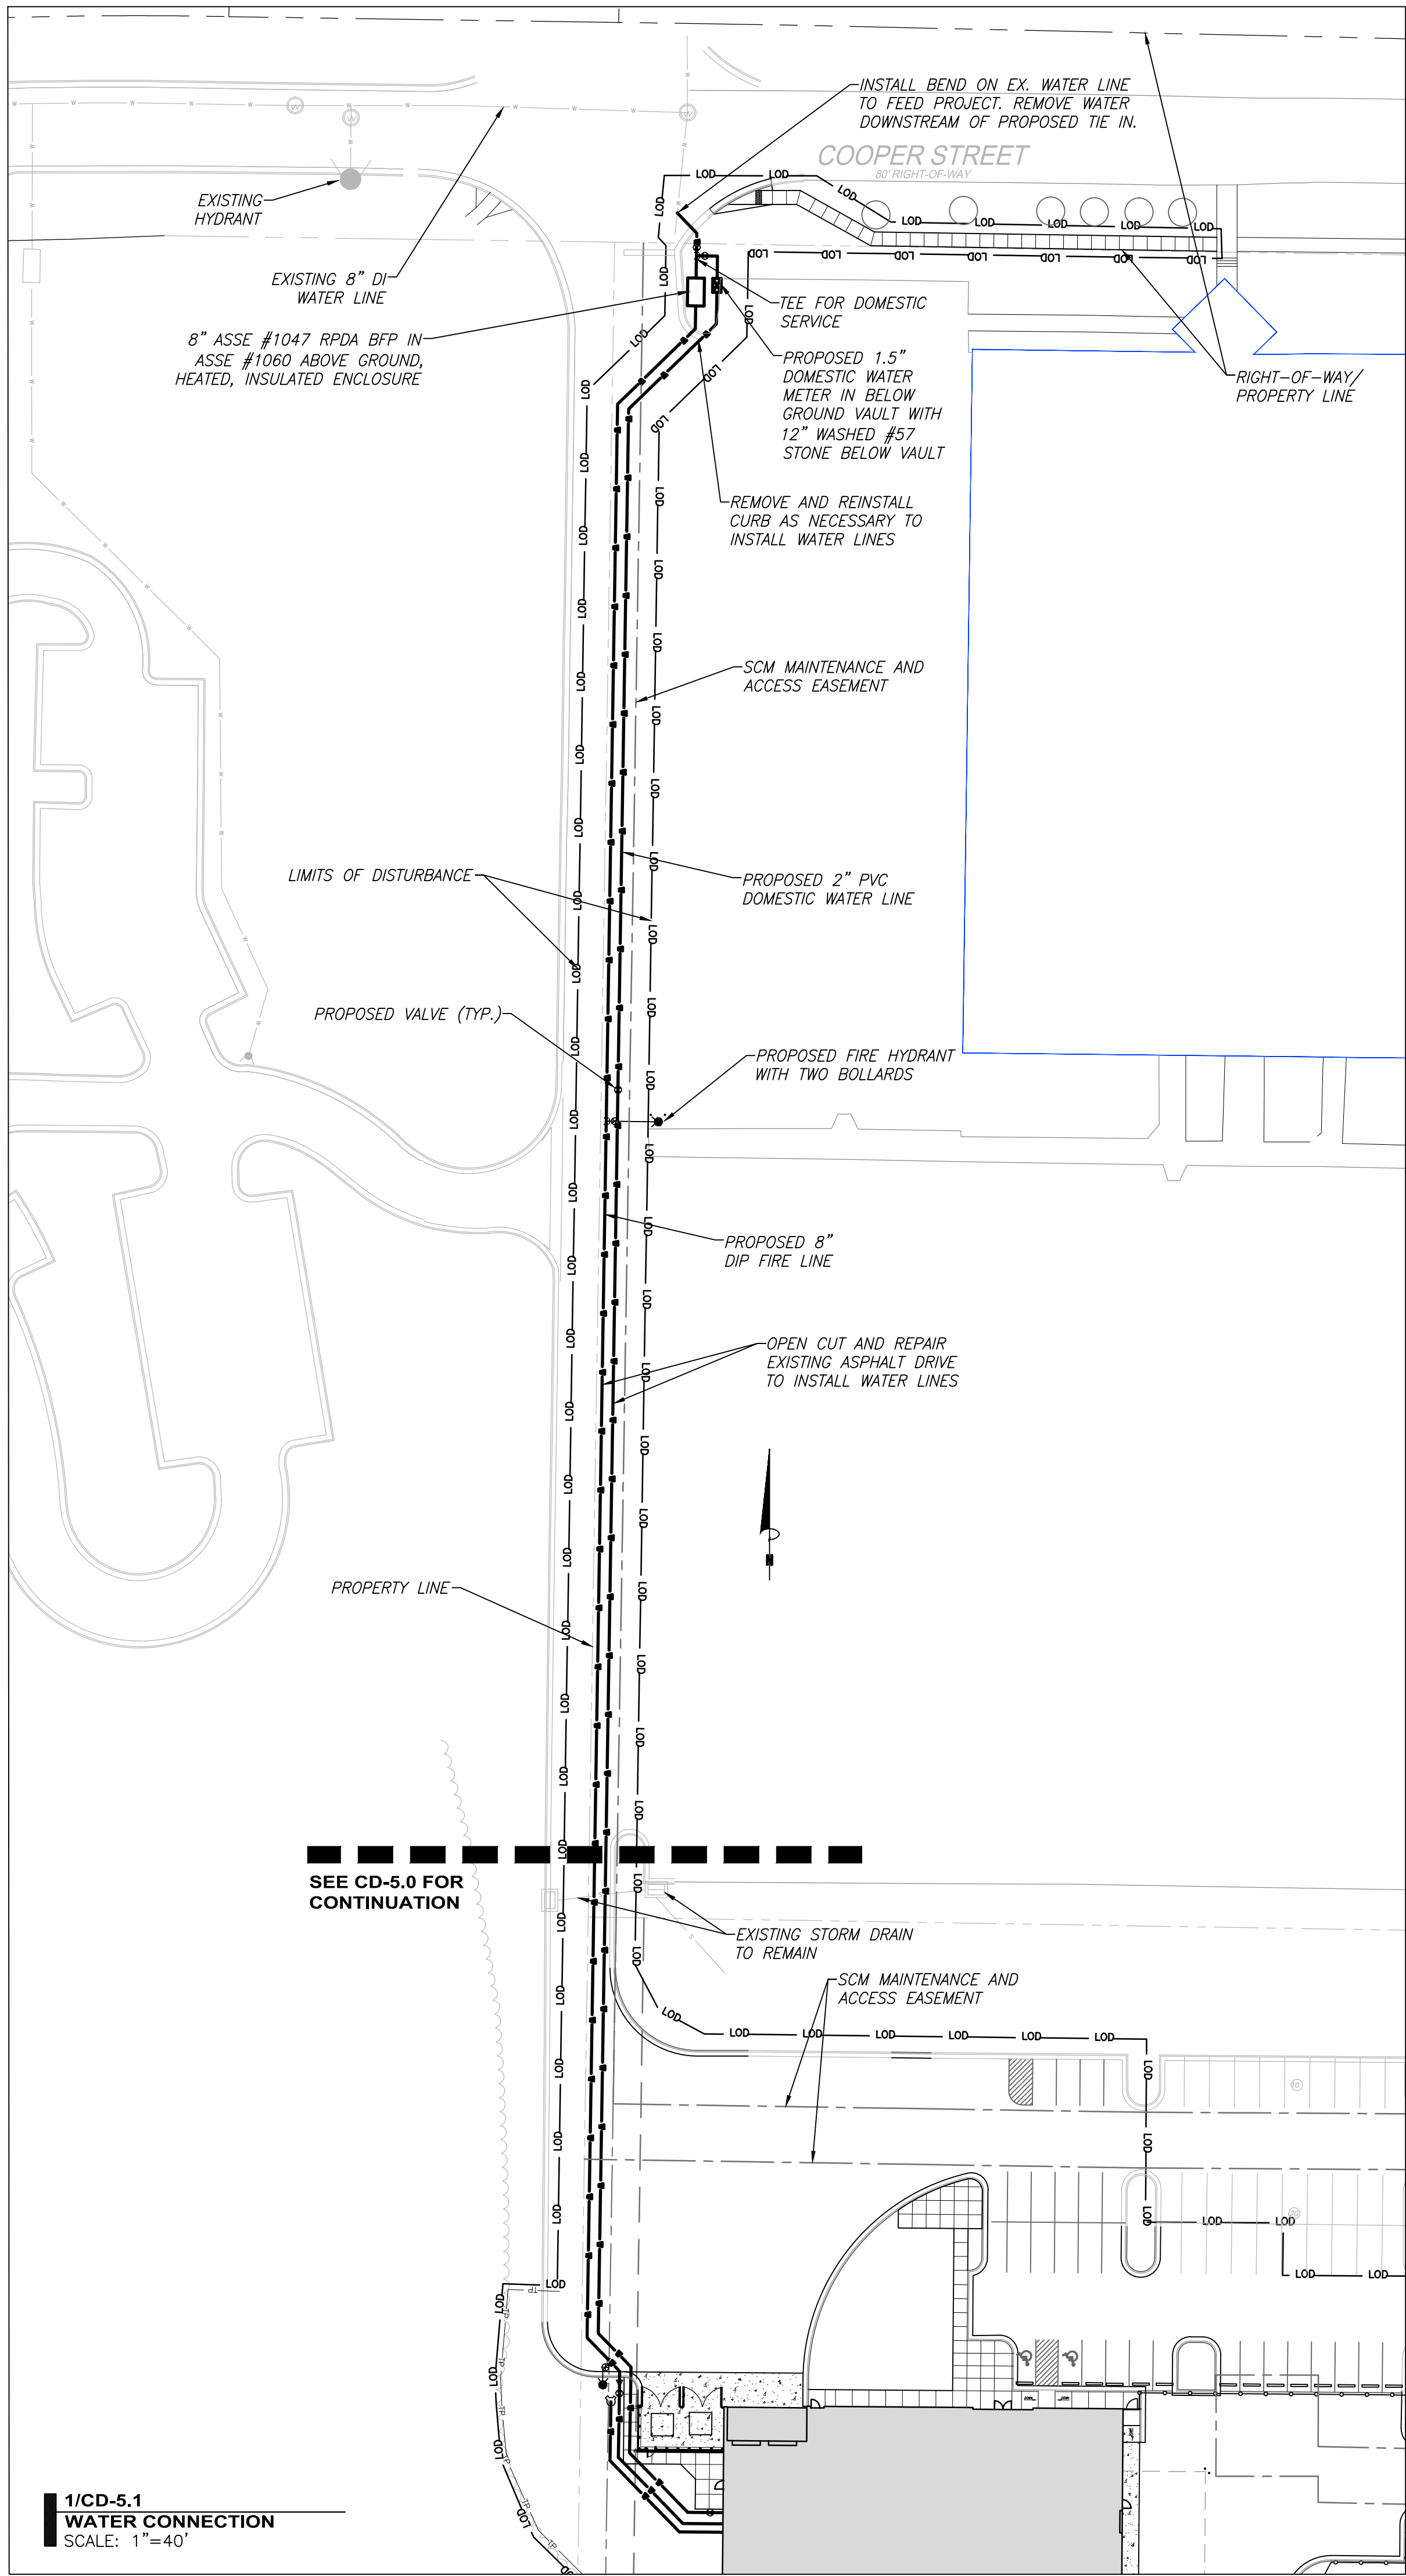 INSTALL BEND ON EX. WATER LINE
TO FEED PROJECT. REMOVE WATER
DOWNSTREAM OF PROPOSED TIE IN.
COOPER STREET
80' RIGHT-OF-WAY
EXISTING
HYDRANT
EXISTING 8" DI
WATER LINE
8" ASSE #1047 RPDA BFP IN
ASSE #1060 ABOVE GROUND,
HEATED, INSULATED ENCLOSURE
TEE FOR DOMESTIC
SERVICE
PROPOSED 1.5"
DOMESTIC WATER
METER IN BELOW
GROUND VAULT WITH
12" WASHED #57
STONE BELOW VAULT
RIGHT-OF-WAY/
PROPERTY LINE
REMOVE AND REINSTALL
CURB AS NECESSARY TO
INSTALL WATER LINES
SCM MAINTENANCE AND
ACCESS EASEMENT
LIMITS OF DISTURBANCE
PROPOSED 2" PVC
DOMESTIC WATER LINE
PROPOSED VALVE (TYP.)
PROPOSED FIRE HYDRANT
WITH TWO BOLLARDS
PROPOSED 8"
DIP FIRE LINE
OPEN CUT AND REPAIR
EXISTING ASPHALT DRIVE
TO INSTALL WATER LINES
PROPERTY LINE
SEE CD-5.0 FOR
CONTINUATION
EXISTING STORM DRAIN
TO REMAIN
SCM MAINTENANCE AND
ACCESS EASEMENT
LOD
TP
W
S
10
20
1/CD-5.1
WATER CONNECTION
SCALE: 1"=40'